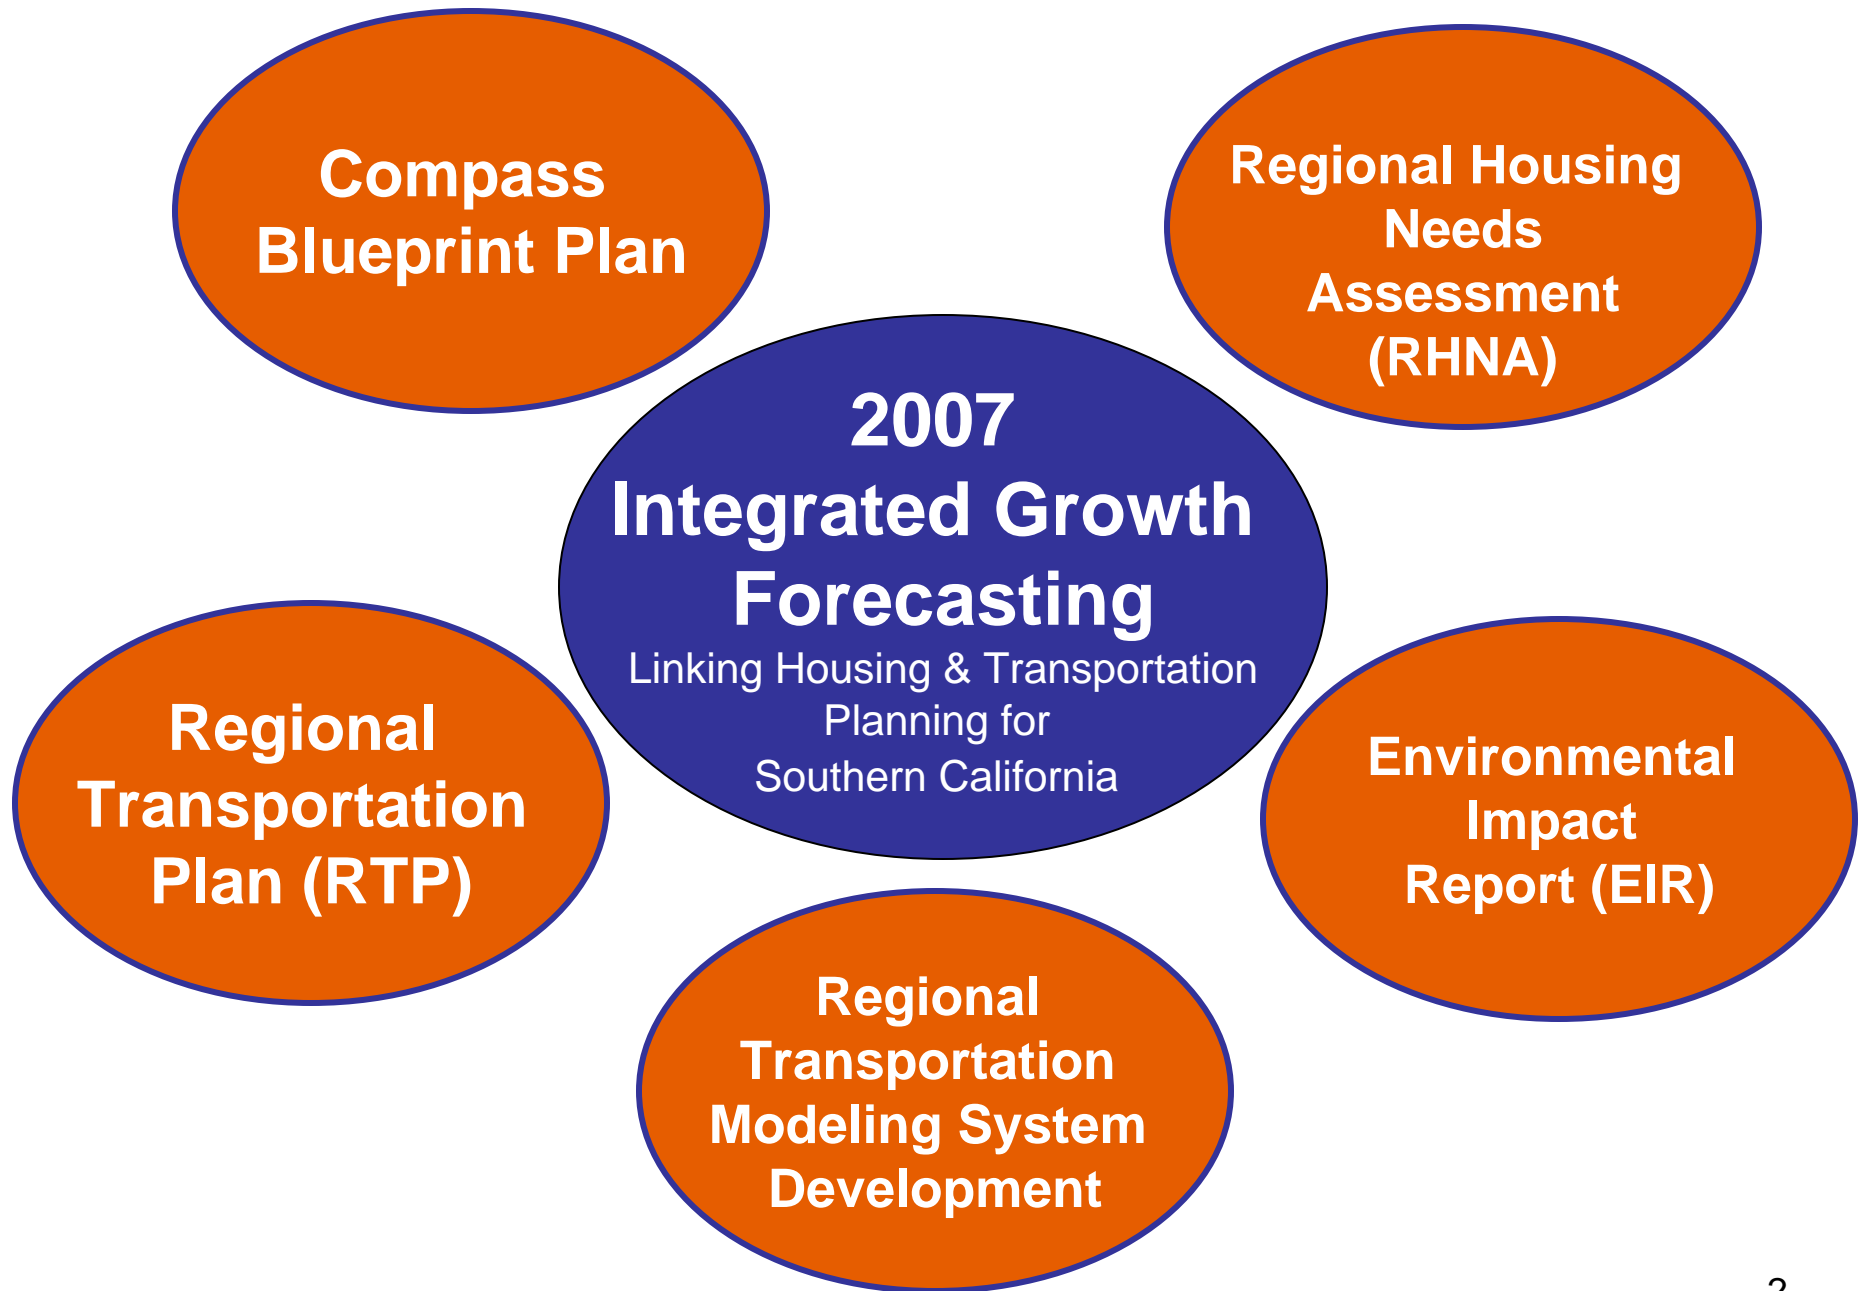 Compass
Blueprint Plan
Regional Housing
Needs
Assessment
(RHNA)
2007
Integrated Growth
Forecasting
Linking Housing & Transportation
Planning for
Southern California
Regional
Transportation
Plan (RTP)
Environmental
Impact
Report (EIR)
Regional
Transportation
Modeling System
Development
2